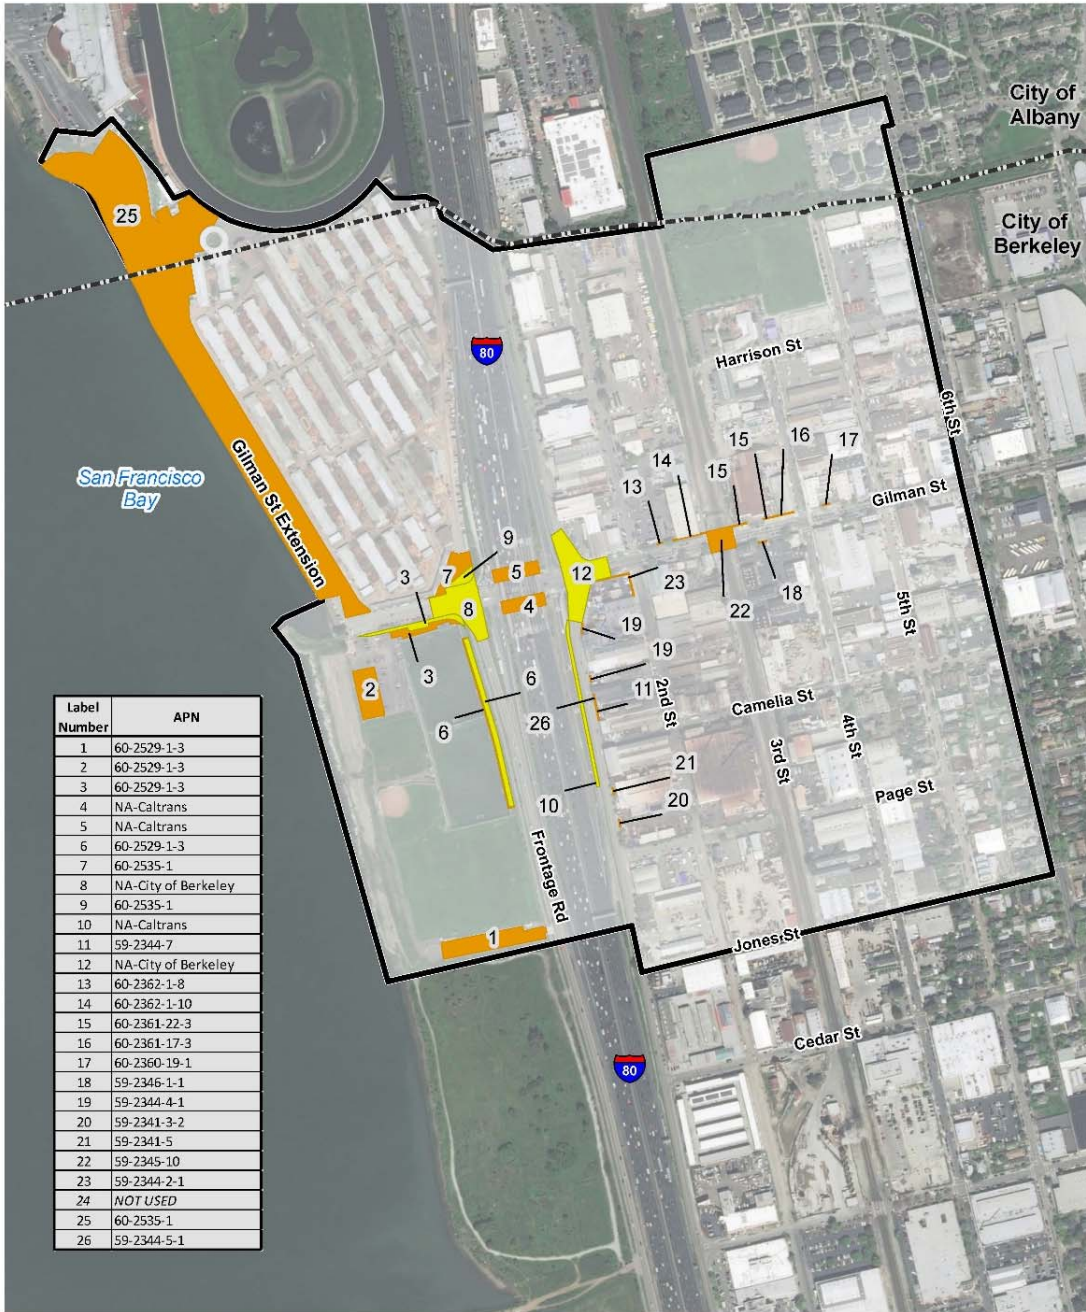 City of
Albany
City of
Berkeley
25
80
Harrison St
6th St
San Francisco
Bay
Gilman St Extension
13
14
15
15
16
17
Gilman St
3
7
9
8
5
4
12
23
22
18
5th St
2
3
6
6
19
19
11
26
10
2nd St
Camelia St
3rd St
4th St
Page St
21
20
Frontage Rd
1
Jones St
Cedar St
80
Label Number APN
1 60-2529-1-3
2 60-2529-1-3
3 60-2529-1-3
4 NA-Caltrans
5 NA-Caltrans
6 60-2529-1-3
7 60-2535-1
8 NA-City of Berkeley
9 60-2535-1
10 NA-Caltrans
11 59-2344-7
12 NA-City of Berkeley
13 60-2362-1-8
14 60-2362-1-10
15 60-2361-22-3
16 60-2361-17-3
17 60-2360-19-1
18 59-2346-1-1
19 59-2344-4-1
20 59-2341-3-2
21 59-2341-5
22 59-2345-10
23 59-2344-2-1
24 NOT USED
25 60-2535-1
26 59-2344-5-1